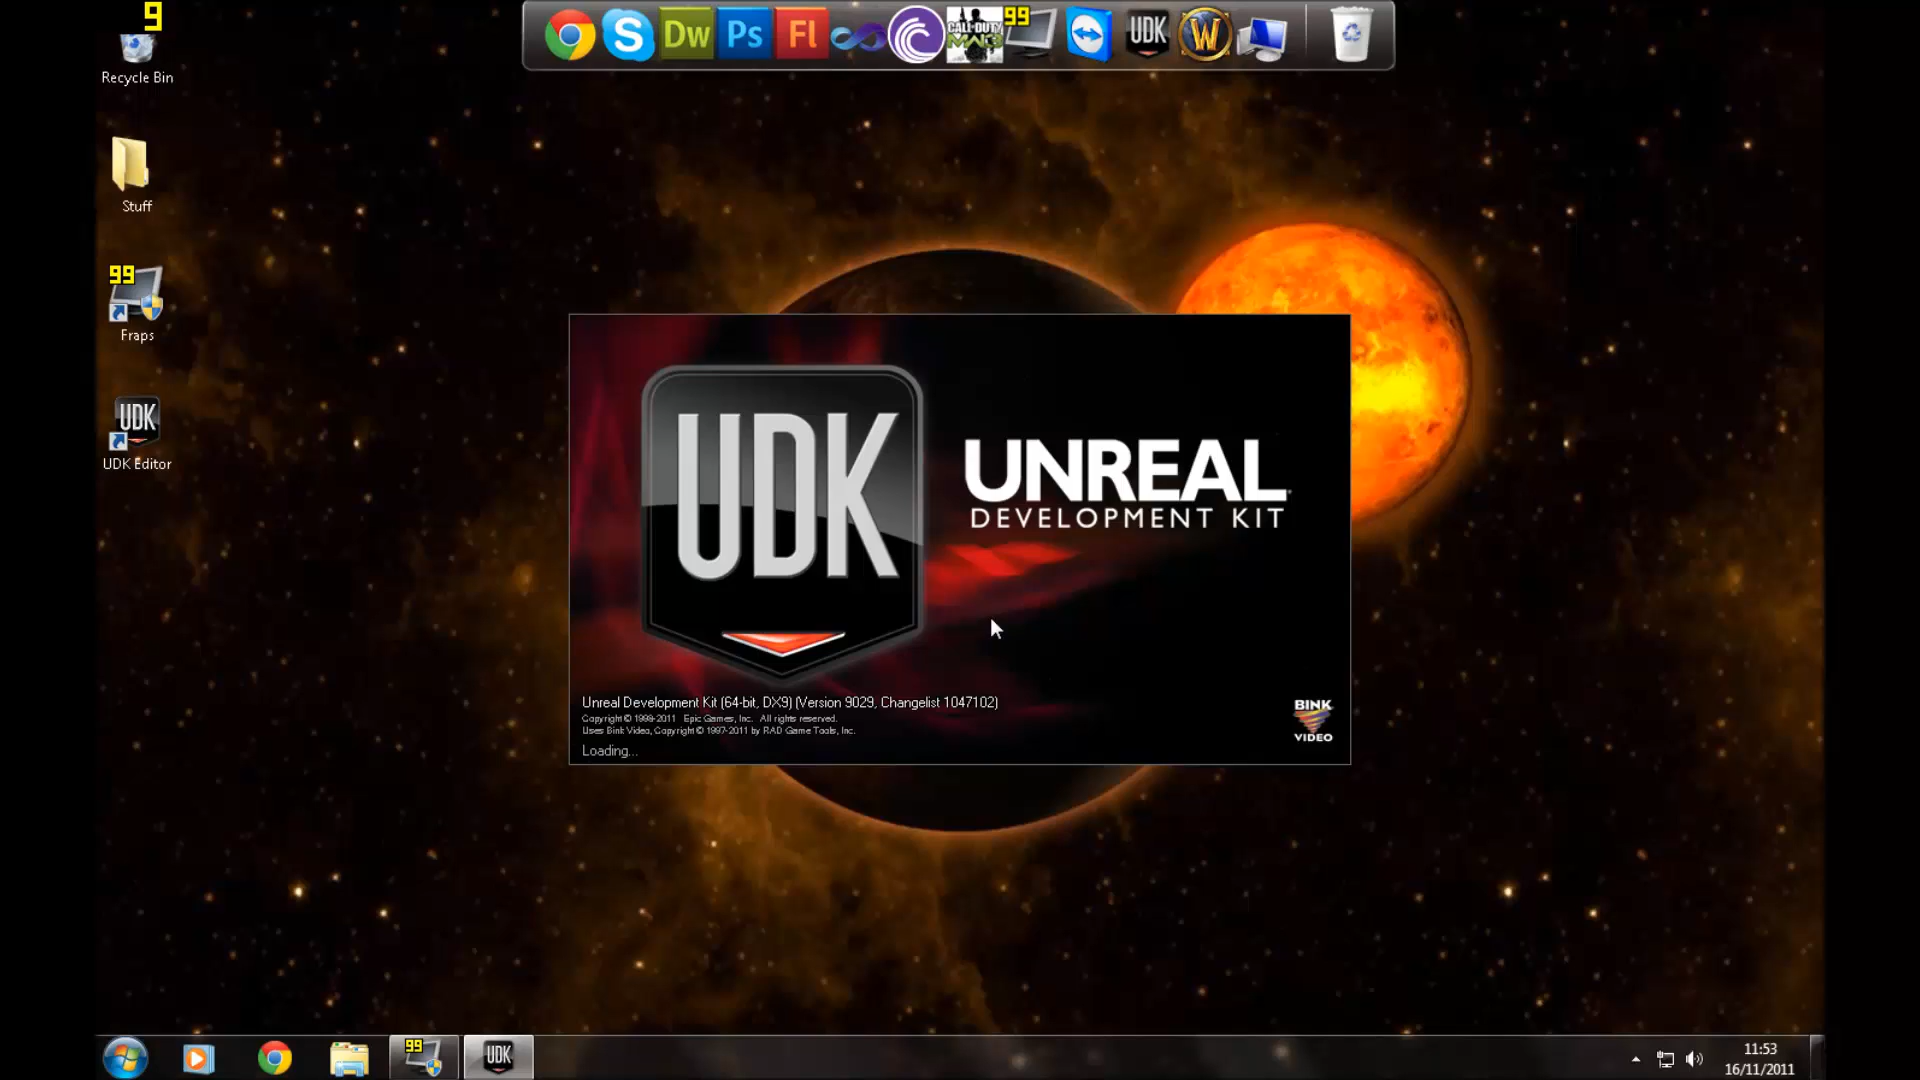 9
Recycle Bin
Stuff
99
Fraps
UDK
UDK Editor
Dw
Ps
Fl
CALL OF DUTY
MW3
99
UDK
W
UDK
UNREAL
DEVELOPMENT KIT
Unreal Development Kit (64-bit, DX9) (Version 9029, Changelist 1047102)
Copyright © 1998-2011 Epic Games, Inc. All rights reserved.
Uses Bink Video, Copyright © 1997-2011 by RAD Game Tools, Inc.
Loading...
BINK
VIDEO
99
UDK
11:53
16/11/2011